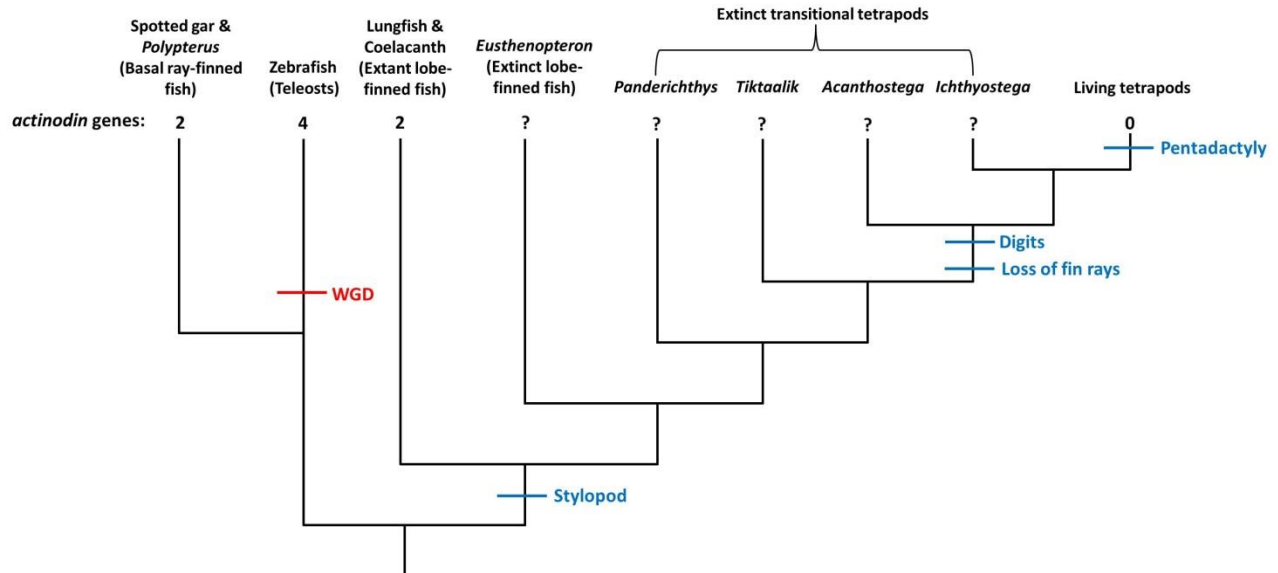 Extinct transitional tetrapods
Spotted gar &
Polypterus
(Basal ray-finned
fish)
Zebrafish
(Teleosts)
Lungfish &
Coelacanth
(Extant lobe-
finned fish)
Eusthenopteron
(Extinct lobe-
finned fish)
Panderichthys
Tiktaalik
Acanthostega
Ichthyostega
Living tetrapods
actinodin genes: 2 4 2 ? ? ? ? ? 0
Pentadactyly
Digits
Loss of fin rays
WGD
Stylopod